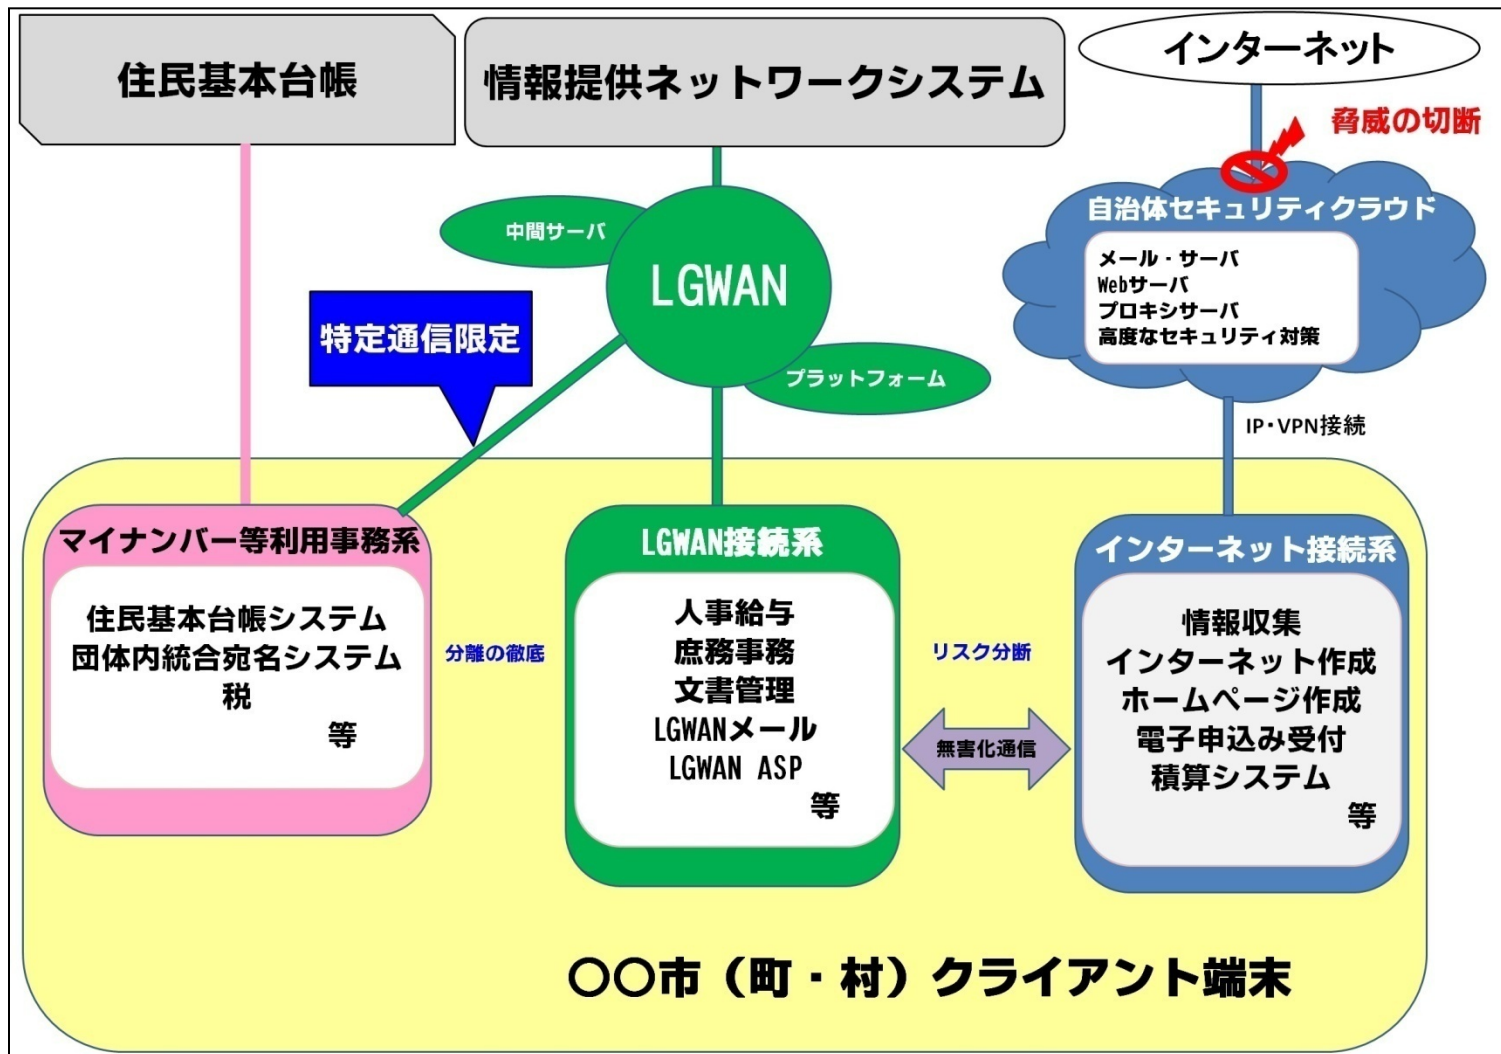 住民基本台帳
情報提供ネットワークシステム
インターネット
脅威の切断
自治体セキュリティクラウド
メール・サーバ
Webサーバ
プロキシサーバ
高度なセキュリティ対策
中間サーバ
LGWAN
特定通信限定
プラットフォーム
IP・VPN接続
マイナンバー等利用事務系
住民基本台帳システム
団体内統合宛名システム
税
等
分離の徹底
LGWAN接続系
人事給与
庶務事務
文書管理
LGWANメール
LGWAN ASP
等
リスク分断
無害化通信
インターネット接続系
情報収集
インターネット作成
ホームページ作成
電子申込み受付
積算システム
等
〇〇市（町・村）クライアント端末